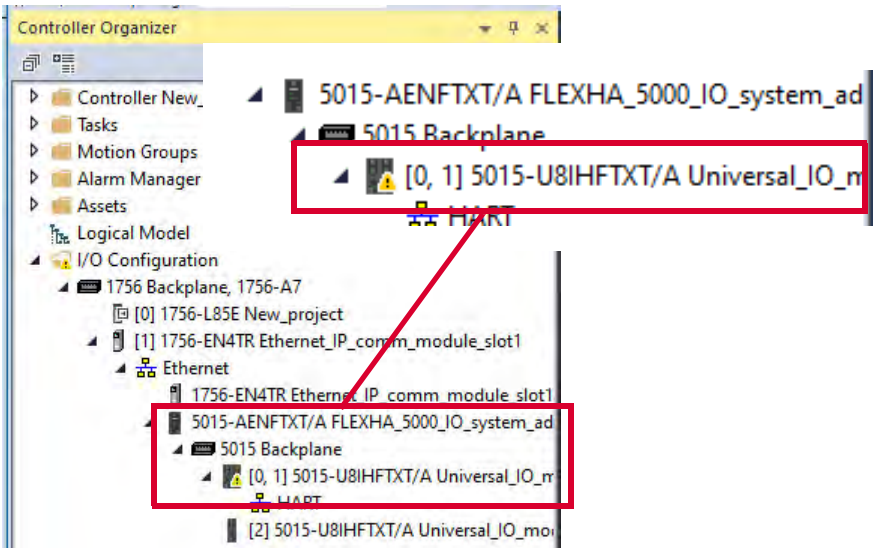 Controller Organizer
Controller New_
Tasks
Motion Groups
Alarm Manager
Assets
Logical Model
I/O Configuration
1756 Backplane, 1756-A7
[0] 1756-L85E New_project
[1] 1756-EN4TR Ethernet_IP_comm_module_slot1
Ethernet
1756-EN4TR Ethernet_IP_comm_module_slot1
5015-AENFTXT/A FLEXHA_5000_IO_system_ad
5015 Backplane
[0, 1] 5015-U8IHFTXT/A Universal_IO_m
HART
[2] 5015-U8IHFTXT/A Universal_IO_mo
5015-AENFTXT/A FLEXHA_5000_IO_system_ad
5015 Backplane
[0, 1] 5015-U8IHFTXT/A Universal_IO_m
HART